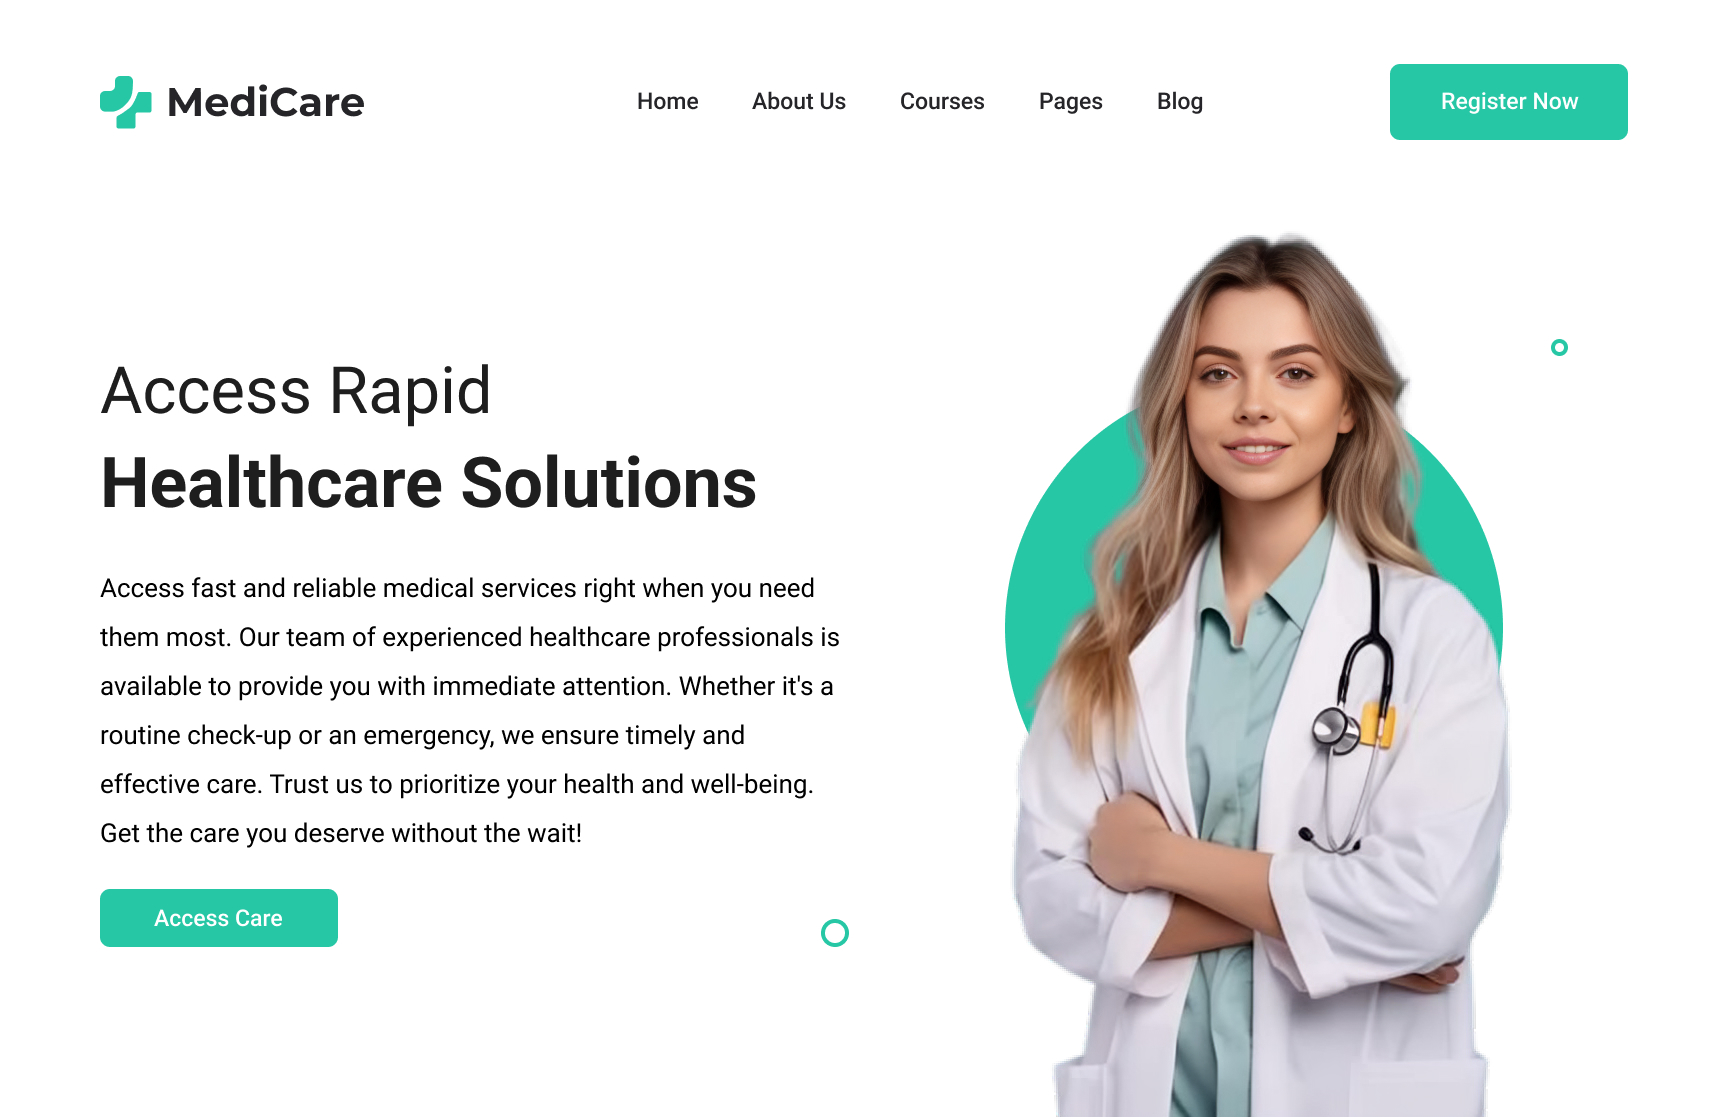 MediCare
Home
About Us
Courses
Pages
Blog
Register Now
Access Rapid
Healthcare Solutions
Access fast and reliable medical services right when you need
them most. Our team of experienced healthcare professionals is
available to provide you with immediate attention. Whether it's a
routine check-up or an emergency, we ensure timely and
effective care. Trust us to prioritize your health and well-being.
Get the care you deserve without the wait!
Access Care